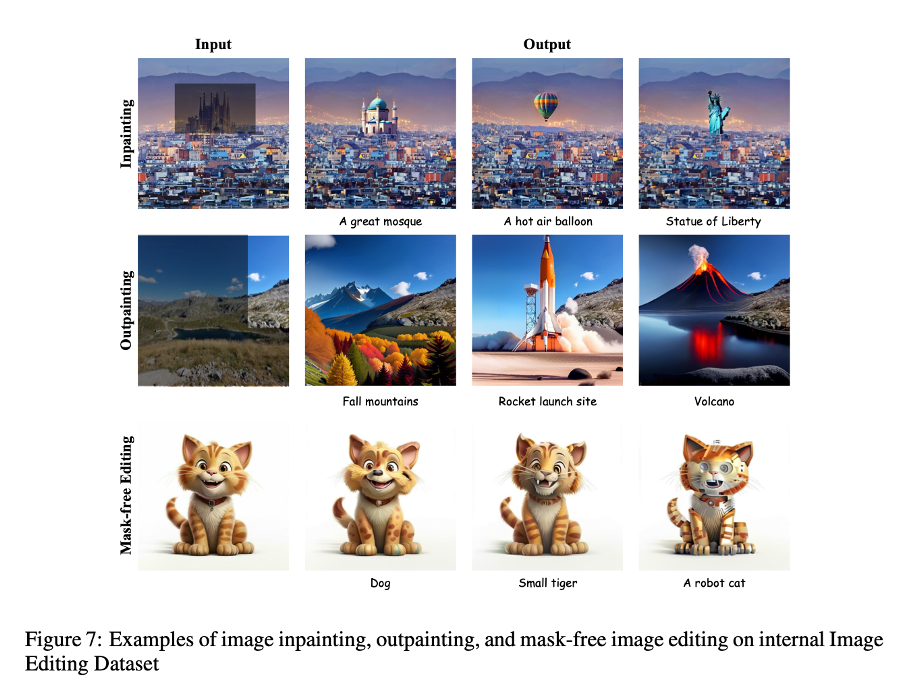 Input
Output
Inpainting
A great mosque
A hot air balloon
Statue of Liberty
Outpainting
Fall mountains
Rocket launch site
Volcano
Mask-free Editing
Dog
Small tiger
A robot cat
Figure 7: Examples of image inpainting, outpainting, and mask-free image editing on internal Image
Editing Dataset